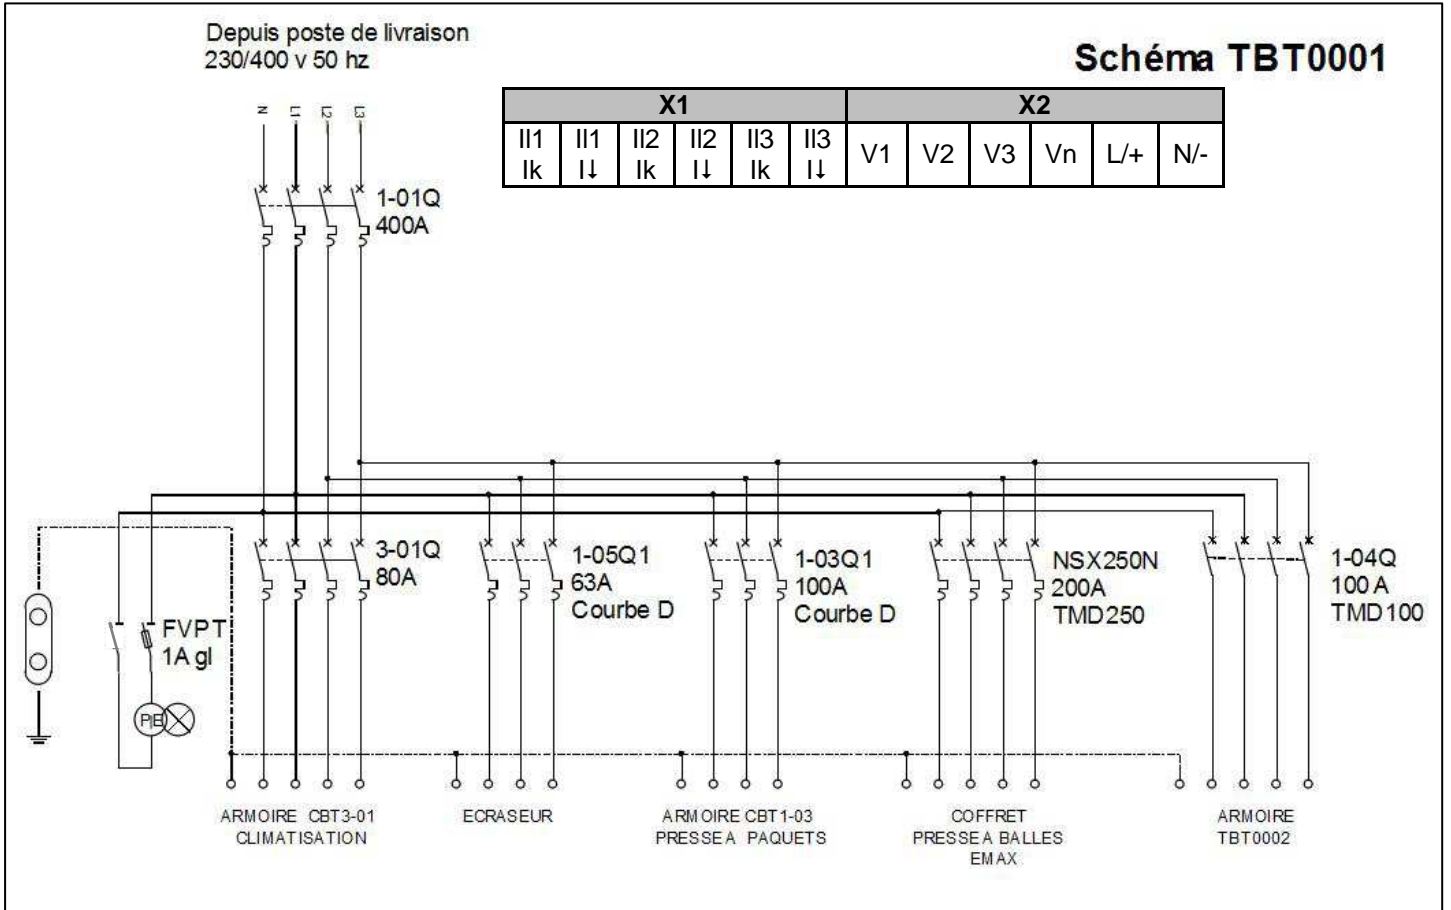 Depuis poste de livraison
230/400 v 50 hz
Schéma TBT0001
X1 X2
Il1 Ik Il1 I↓ Il2 Ik Il2 I↓ Il3 Ik Il3 I↓ V1 V2 V3 Vn L/+ N/-
N L1 L2 L3
1-01Q
400A
3-01Q
80A
1-05Q1
63A
Courbe D
1-03Q1
100A
Courbe D
NSX250N
200A
TMD250
1-04Q
100 A
TMD100
FVPT
1A gl
PE
ARMOIRE CBT3-01
CLIMATISATION
ECRASEUR
ARMOIRE CBT1-03
PRESSE A PAQUETS
COFFRET
PRESSE A BALLES
EMAX
ARMOIRE
TBT0002